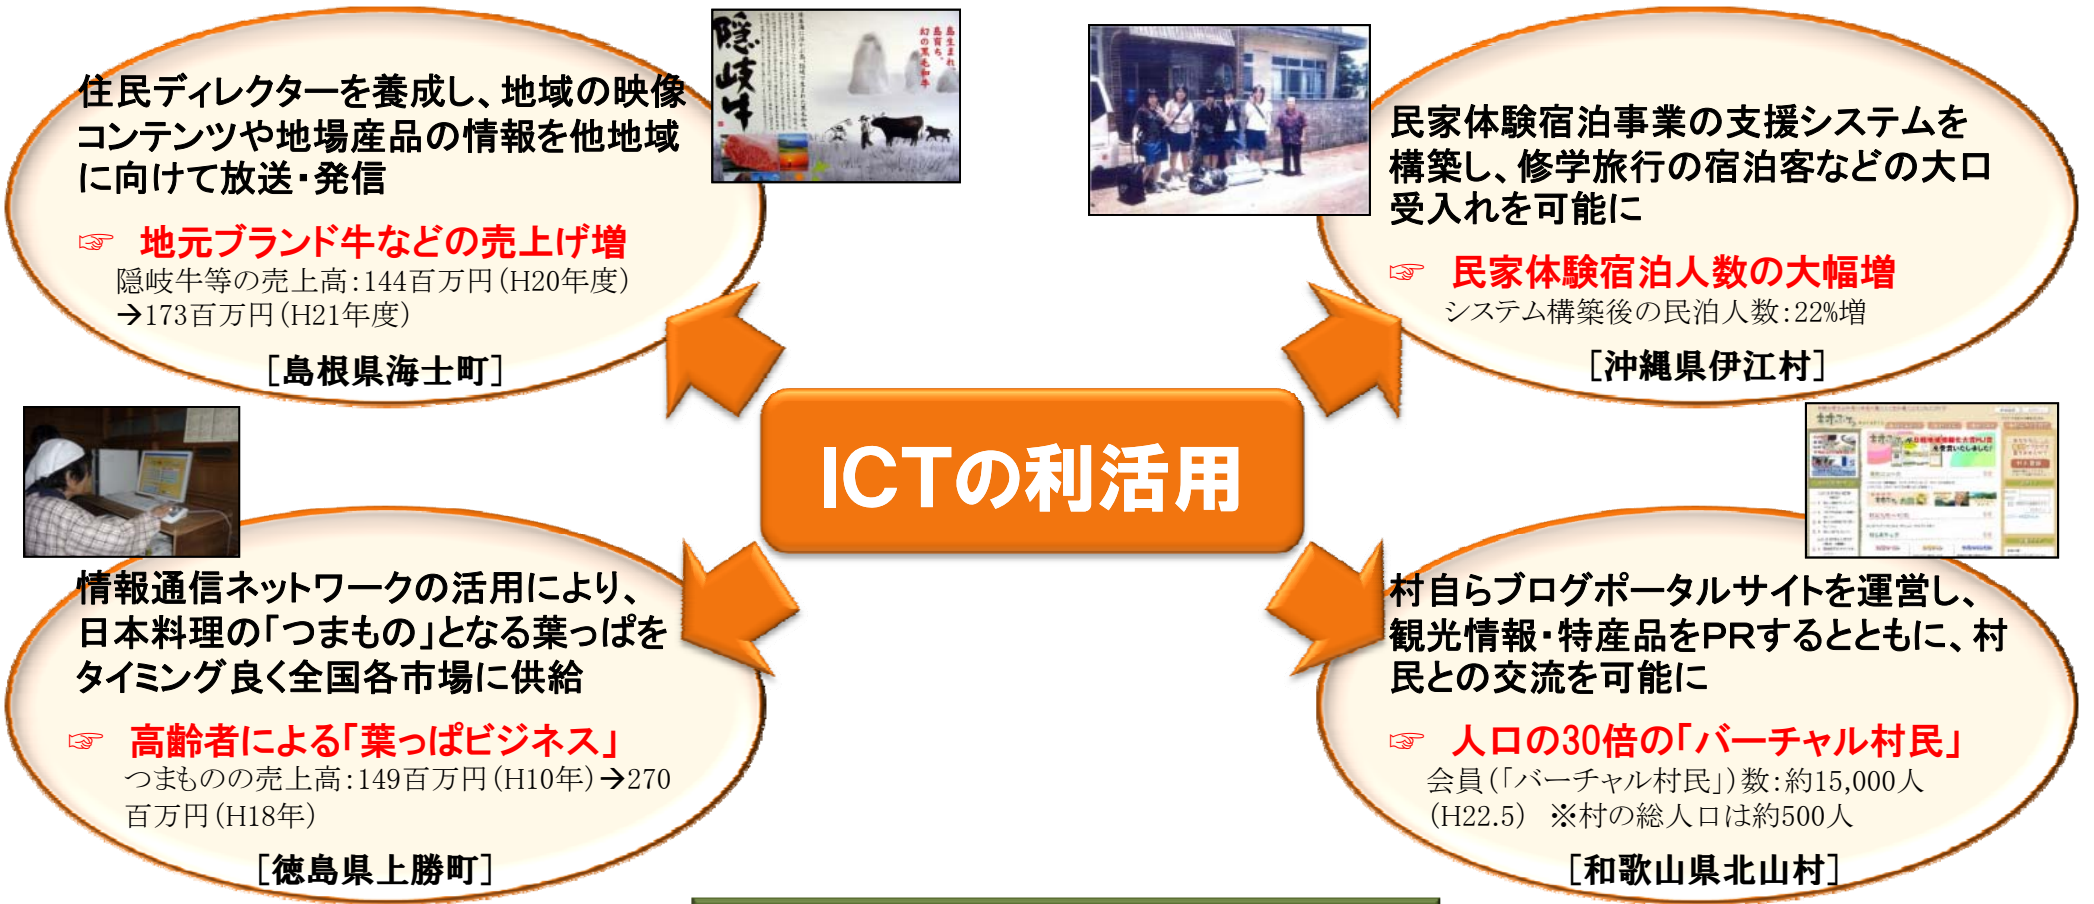 住民ディレクターを養成し、地域の映像
コンテンツや地場産品の情報を他地域
に向けて放送・発信
☞ 地元ブランド牛などの売上げ増
隠岐牛等の売上高:144百万円(H20年度)
→173百万円(H21年度)
[島根県海士町]
隠岐牛
島生まれ、
島育ち、
幻の黒毛和牛
民家体験宿泊事業の支援システムを
構築し、修学旅行の宿泊客などの大口
受入れを可能に
☞ 民家体験宿泊人数の大幅増
システム構築後の民泊人数:22%増
[沖縄県伊江村]
ICTの利活用
情報通信ネットワークの活用により、
日本料理の「つまもの」となる葉っぱを
タイミング良く全国各市場に供給
☞ 高齢者による「葉っぱビジネス」
つまものの売上高:149百万円(H10年)→270
百万円(H18年)
[徳島県上勝町]
村自らブログポータルサイトを運営し、
観光情報・特産品をPRするとともに、村
民との交流を可能に
☞ 人口の30倍の「バーチャル村民」
会員(「バーチャル村民」)数:約15,000人
(H22.5) ※村の総人口は約500人
[和歌山県北山村]